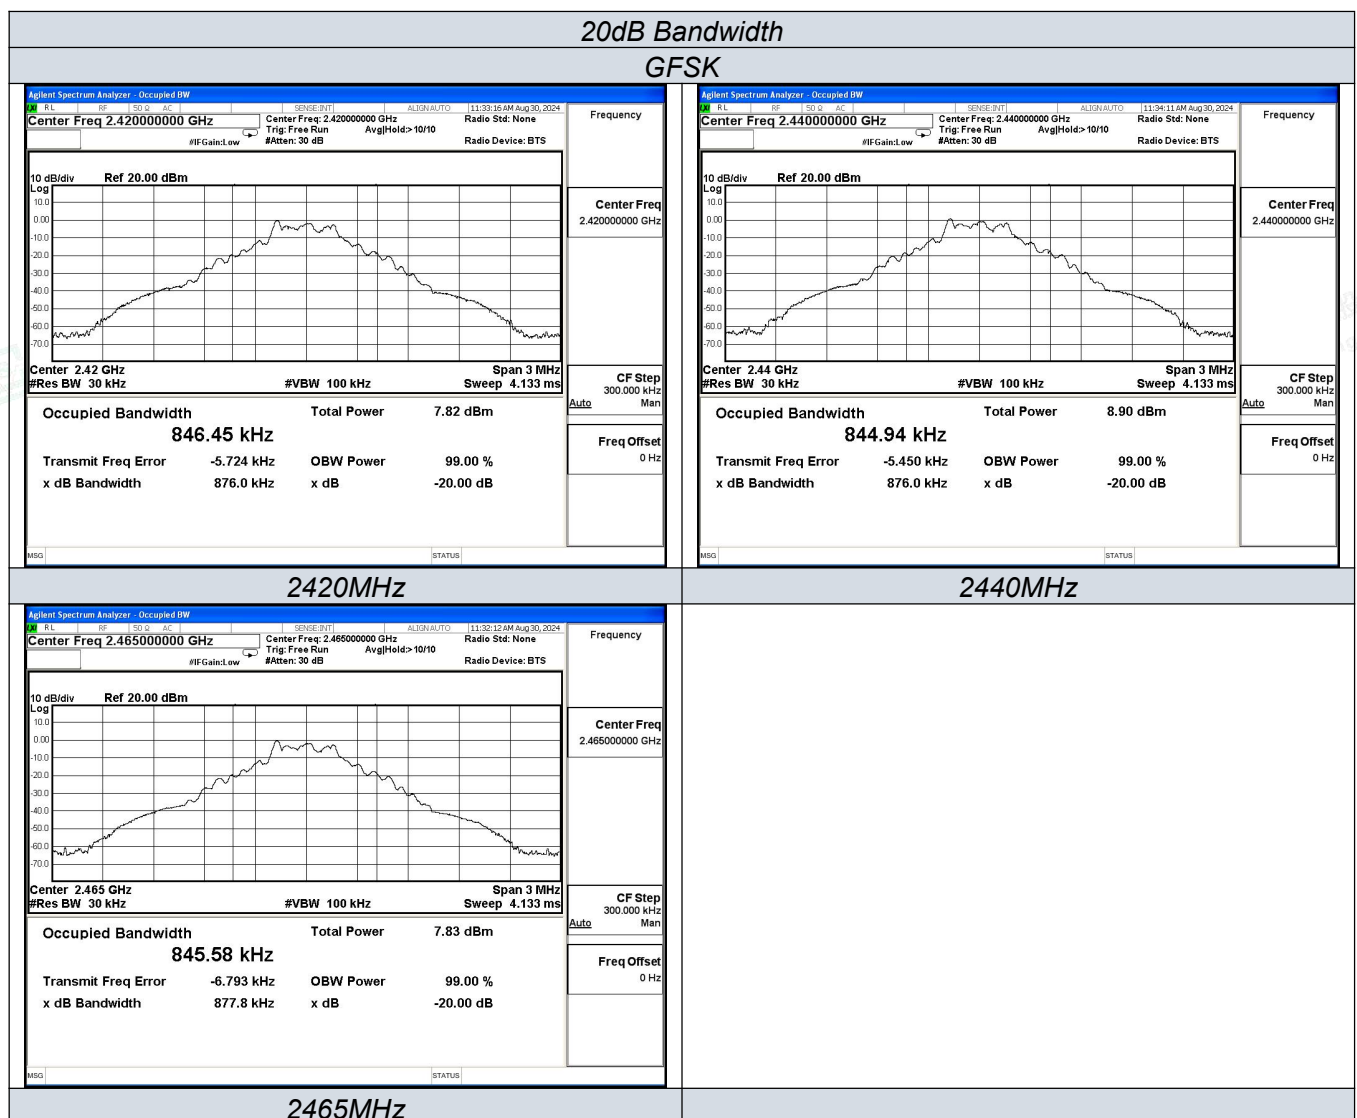 20dB Bandwidth
GFSK
Agilent Spectrum Analyzer - Occupied BW
LXI RL RF 50 Ω AC SENSE:INT ALIGN AUTO 11:33:16 AM Aug 30, 2024
Center Freq 2.420000000 GHz
Center Freq: 2.420000000 GHz
Radio Std: None
Trig: Free Run Avg|Hold:> 10/10
#IFGain:Low #Atten: 30 dB Radio Device: BTS
Frequency
10 dB/div Ref 20.00 dBm
Log
10.0
0.00
-10.0
-20.0
-30.0
-40.0
-50.0
-60.0
-70.0
Center 2.42 GHz Span 3 MHz
#Res BW 30 kHz #VBW 100 kHz Sweep 4.133 ms
Center Freq
2.420000000 GHz
CF Step
300.000 kHz
Auto Man
Freq Offset
0 Hz
Occupied Bandwidth Total Power 7.82 dBm
846.45 kHz
Transmit Freq Error -5.724 kHz OBW Power 99.00 %
x dB Bandwidth 876.0 kHz x dB -20.00 dB
MSG STATUS
Agilent Spectrum Analyzer - Occupied BW
LXI RL RF 50 Ω AC SENSE:INT ALIGN AUTO 11:34:11 AM Aug 30, 2024
Center Freq 2.440000000 GHz
Center Freq: 2.440000000 GHz
Radio Std: None
Trig: Free Run Avg|Hold:> 10/10
#IFGain:Low #Atten: 30 dB Radio Device: BTS
Frequency
10 dB/div Ref 20.00 dBm
Log
10.0
0.00
-10.0
-20.0
-30.0
-40.0
-50.0
-60.0
-70.0
Center 2.44 GHz Span 3 MHz
#Res BW 30 kHz #VBW 100 kHz Sweep 4.133 ms
Center Freq
2.440000000 GHz
CF Step
300.000 kHz
Auto Man
Freq Offset
0 Hz
Occupied Bandwidth Total Power 8.90 dBm
844.94 kHz
Transmit Freq Error -5.450 kHz OBW Power 99.00 %
x dB Bandwidth 876.0 kHz x dB -20.00 dB
MSG STATUS
2420MHz 2440MHz
Agilent Spectrum Analyzer - Occupied BW
LXI RL RF 50 Ω AC SENSE:INT ALIGN AUTO 11:32:12 AM Aug 30, 2024
Center Freq 2.465000000 GHz
Center Freq: 2.465000000 GHz
Radio Std: None
Trig: Free Run Avg|Hold:> 10/10
#IFGain:Low #Atten: 30 dB Radio Device: BTS
Frequency
10 dB/div Ref 20.00 dBm
Log
10.0
0.00
-10.0
-20.0
-30.0
-40.0
-50.0
-60.0
-70.0
Center 2.465 GHz Span 3 MHz
#Res BW 30 kHz #VBW 100 kHz Sweep 4.133 ms
Center Freq
2.465000000 GHz
CF Step
300.000 kHz
Auto Man
Freq Offset
0 Hz
Occupied Bandwidth Total Power 7.83 dBm
845.58 kHz
Transmit Freq Error -6.793 kHz OBW Power 99.00 %
x dB Bandwidth 877.8 kHz x dB -20.00 dB
MSG STATUS
2465MHz